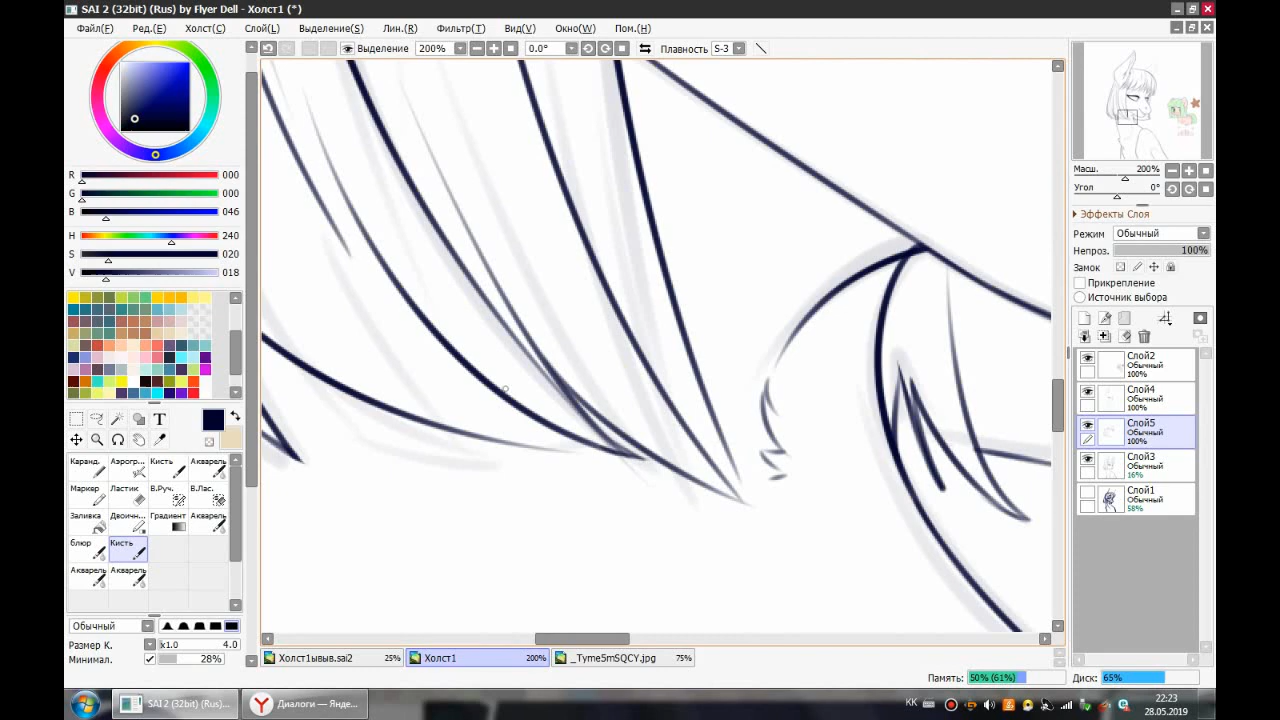 SAI 2 (32bit) (Rus) by Flyer Dell - Холст1 (*)
Файл(F) Ред.(E) Холст(C) Слой(L) Выделение(S) Лин.(R) Фильтр(T) Вид(V) Окно(W) Пом.(H)
Выделение 200% 0.0° Плавность S-3
R 000
G 000
B 046
H 240
S 020
V 018
T
Каранд. Аэрогр... Кисть Акварель
Маркер Ластик В.Руч. В.Лас.
Заливка Двоичн... Градиент Акварель
блюр Кисть
Акварель Акварель
Обычный
Размер К. x1.0 4.0
Минимал. 28%
Холст1ывыв.sai2 25% Холст1 200% _Tyme5mSQCY.jpg 75%
Масш. 200%
Угол 0°
Эффекты Слоя
Режим Обычный
Непроз. 100%
Замок
Прикрепление
Источник выбора
Слой2
Обычный
100%
Слой4
Обычный
100%
Слой5
Обычный
100%
Слой3
Обычный
16%
Слой1
Обычный
58%
Память: 50% (61%) Диск: 65%
SAI 2 (32bit) (Rus)... Диалоги — Янде...
KK 22:23
28.05.2019